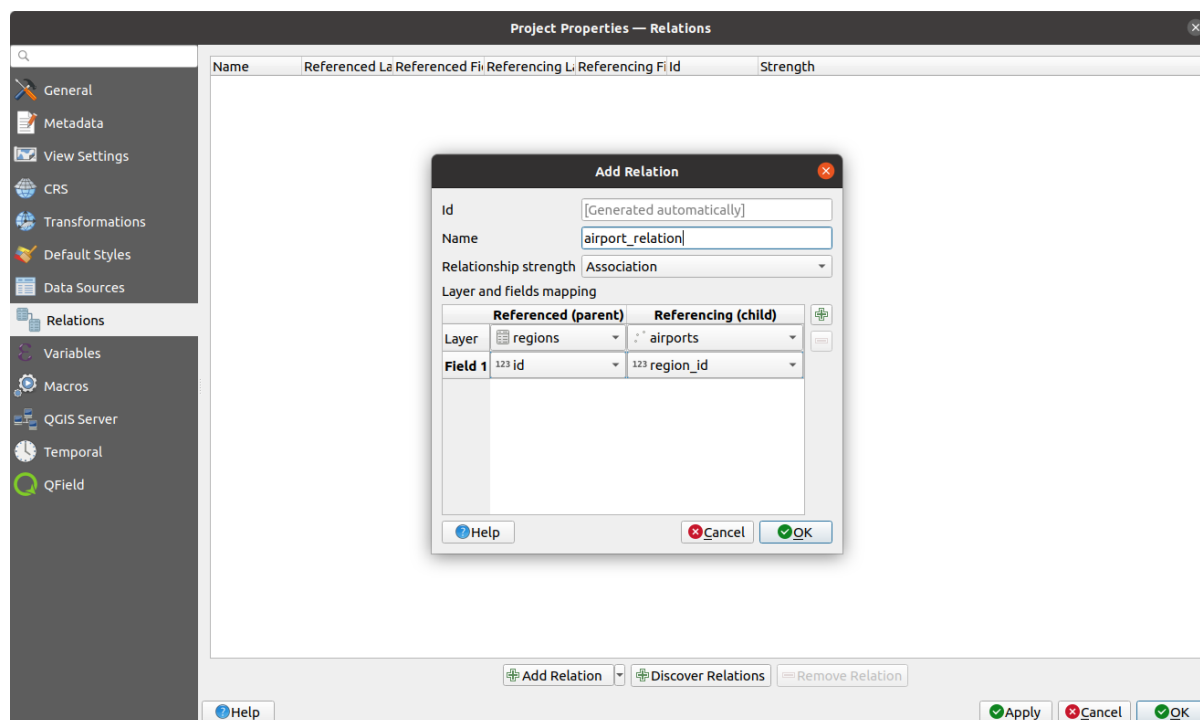 Project Properties — Relations
Name Referenced La Referenced Fi Referencing L Referencing Fi Id Strength
General
Metadata
View Settings
CRS
Transformations
Default Styles
Data Sources
Relations
Variables
Macros
QGIS Server
Temporal
QField
Add Relation
Id [Generated automatically]
Name airport_relation
Relationship strength Association
Layer and fields mapping
Referenced (parent) Referencing (child)
Layer regions airports
Field 1 123 id 123 region_id
Help Cancel OK
Add Relation Discover Relations Remove Relation
Help Apply Cancel OK